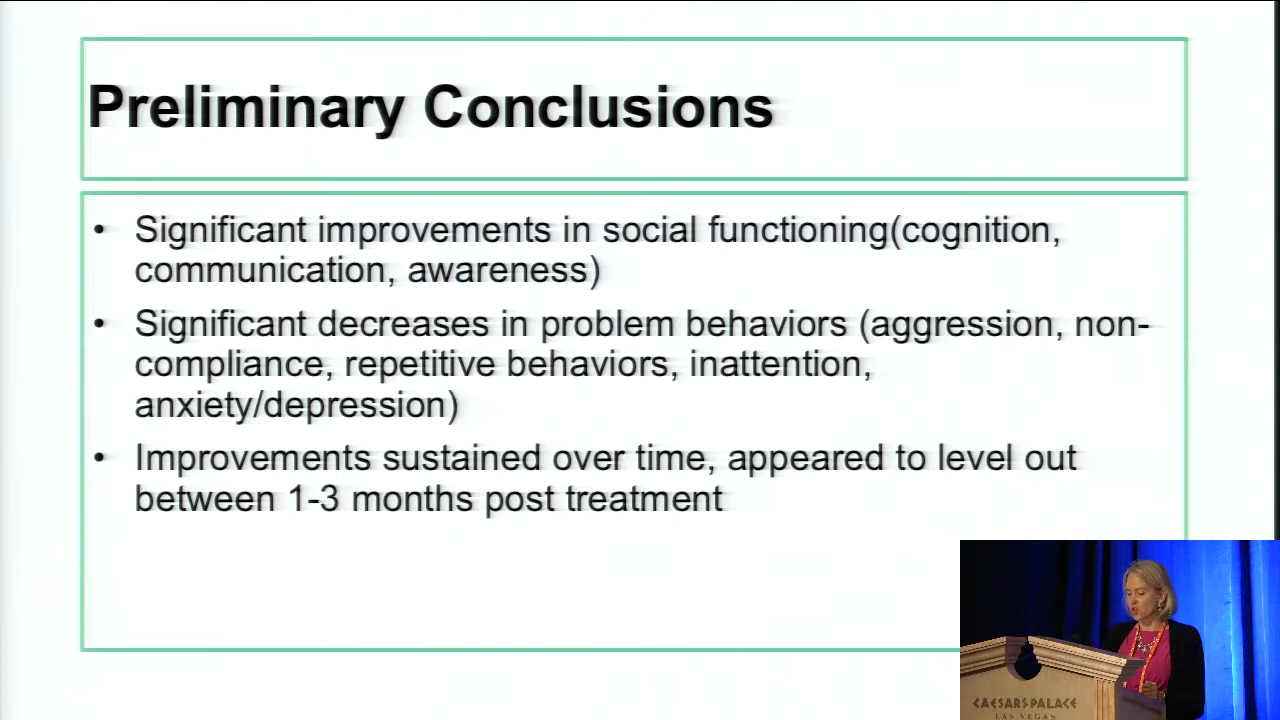 Preliminary Conclusions
• Significant improvements in social functioning(cognition,
communication, awareness)
• Significant decreases in problem behaviors (aggression, non-
compliance, repetitive behaviors, inattention,
anxiety/depression)
• Improvements sustained over time, appeared to level out
between 1-3 months post treatment
CAESARS PALACE
LAS VEGAS